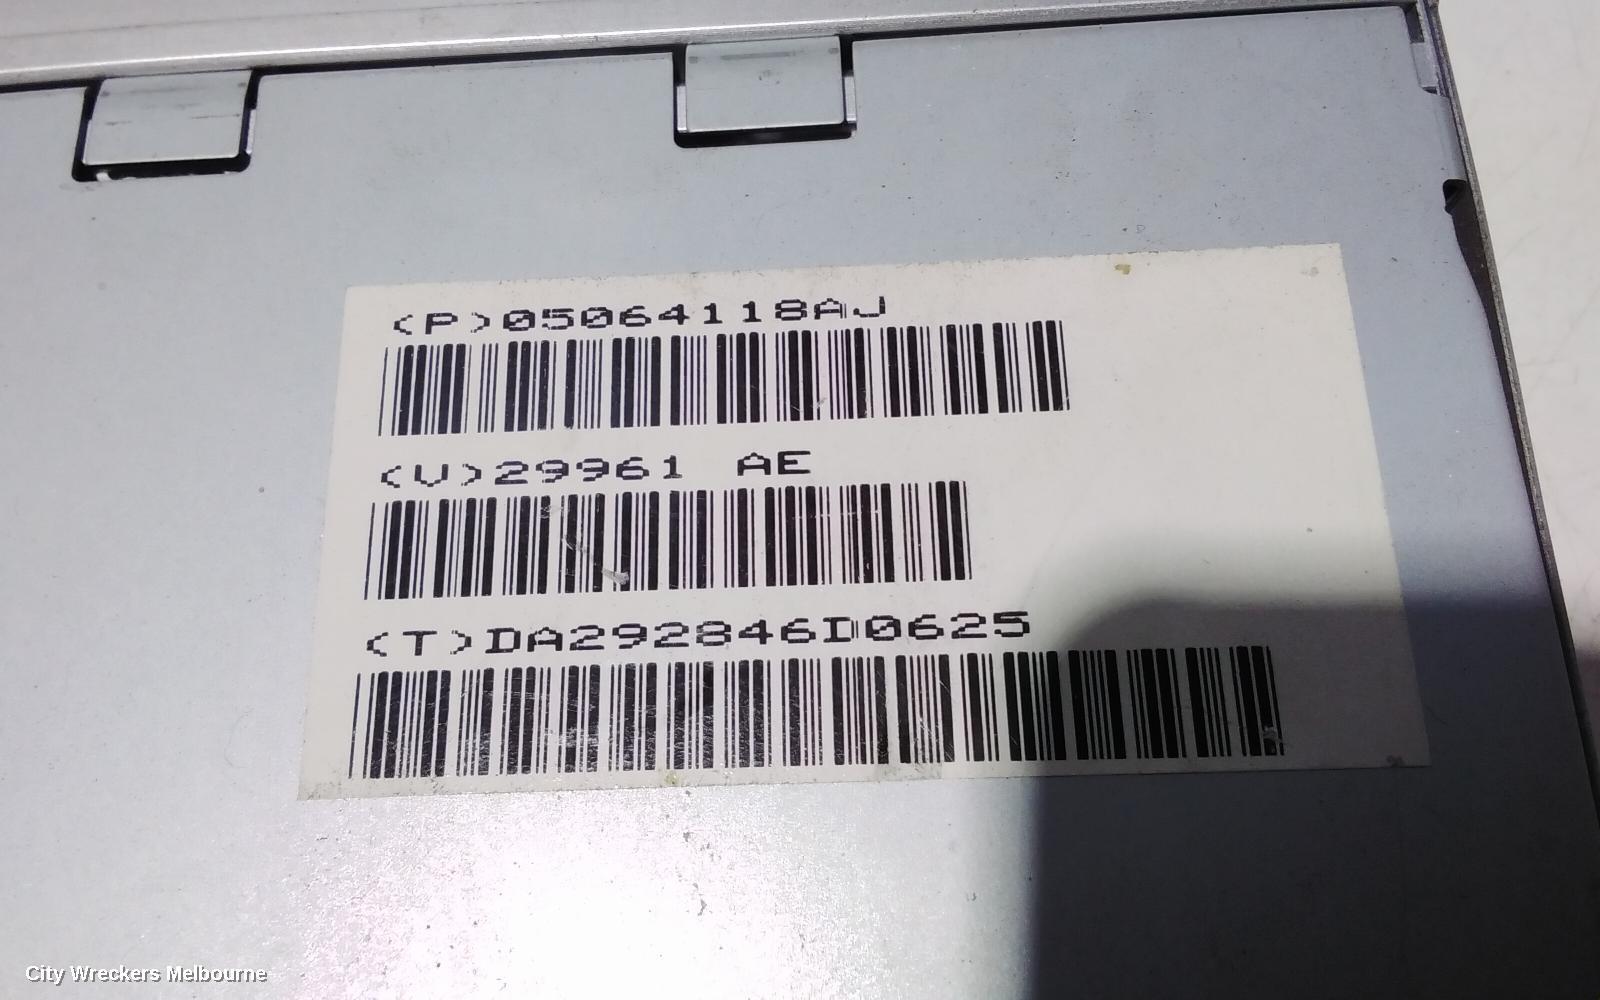 <P>05064118AJ
<V>29961 AE
<T>DA292846D0625
City Wreckers Melbourne